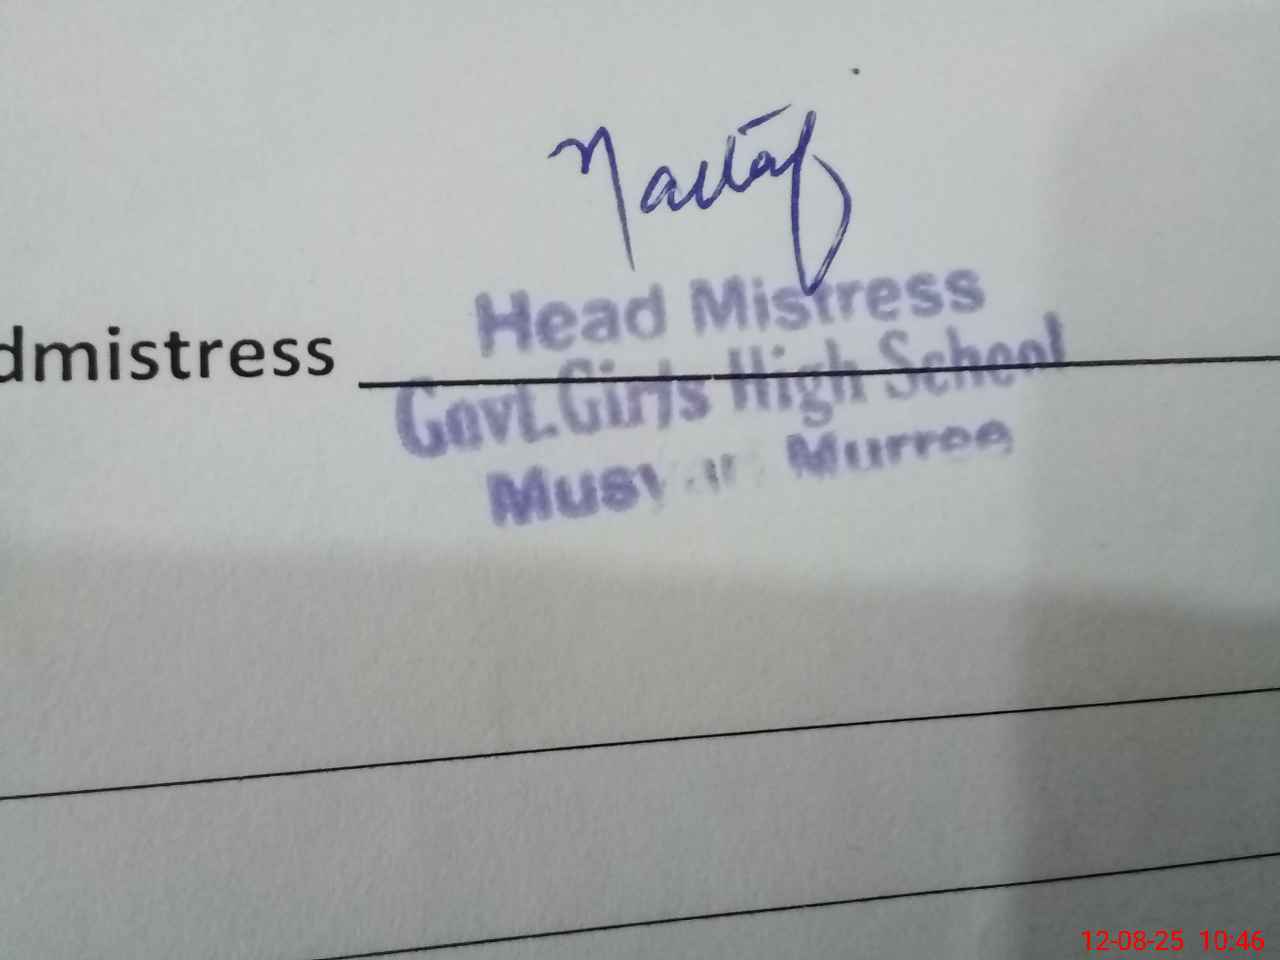 dmistress
Head Mistress
Govt. Girls High School
Murree
12-08-25 10:46